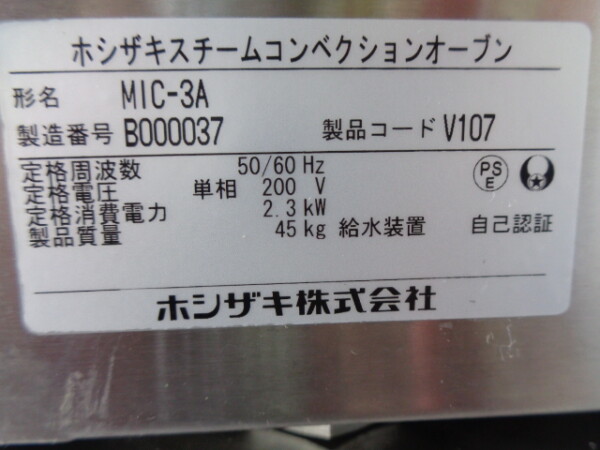 ホシザキスチームコンベクションオーブン
形名 MIC-3A
製造番号 B000037 製品コード V107
定格周波数 50/60 Hz
定格電圧 単相 200 V
定格消費電力 2.3 kW
製品質量 45 kg 給水装置 自己認証
PS
E
ホシザキ株式会社